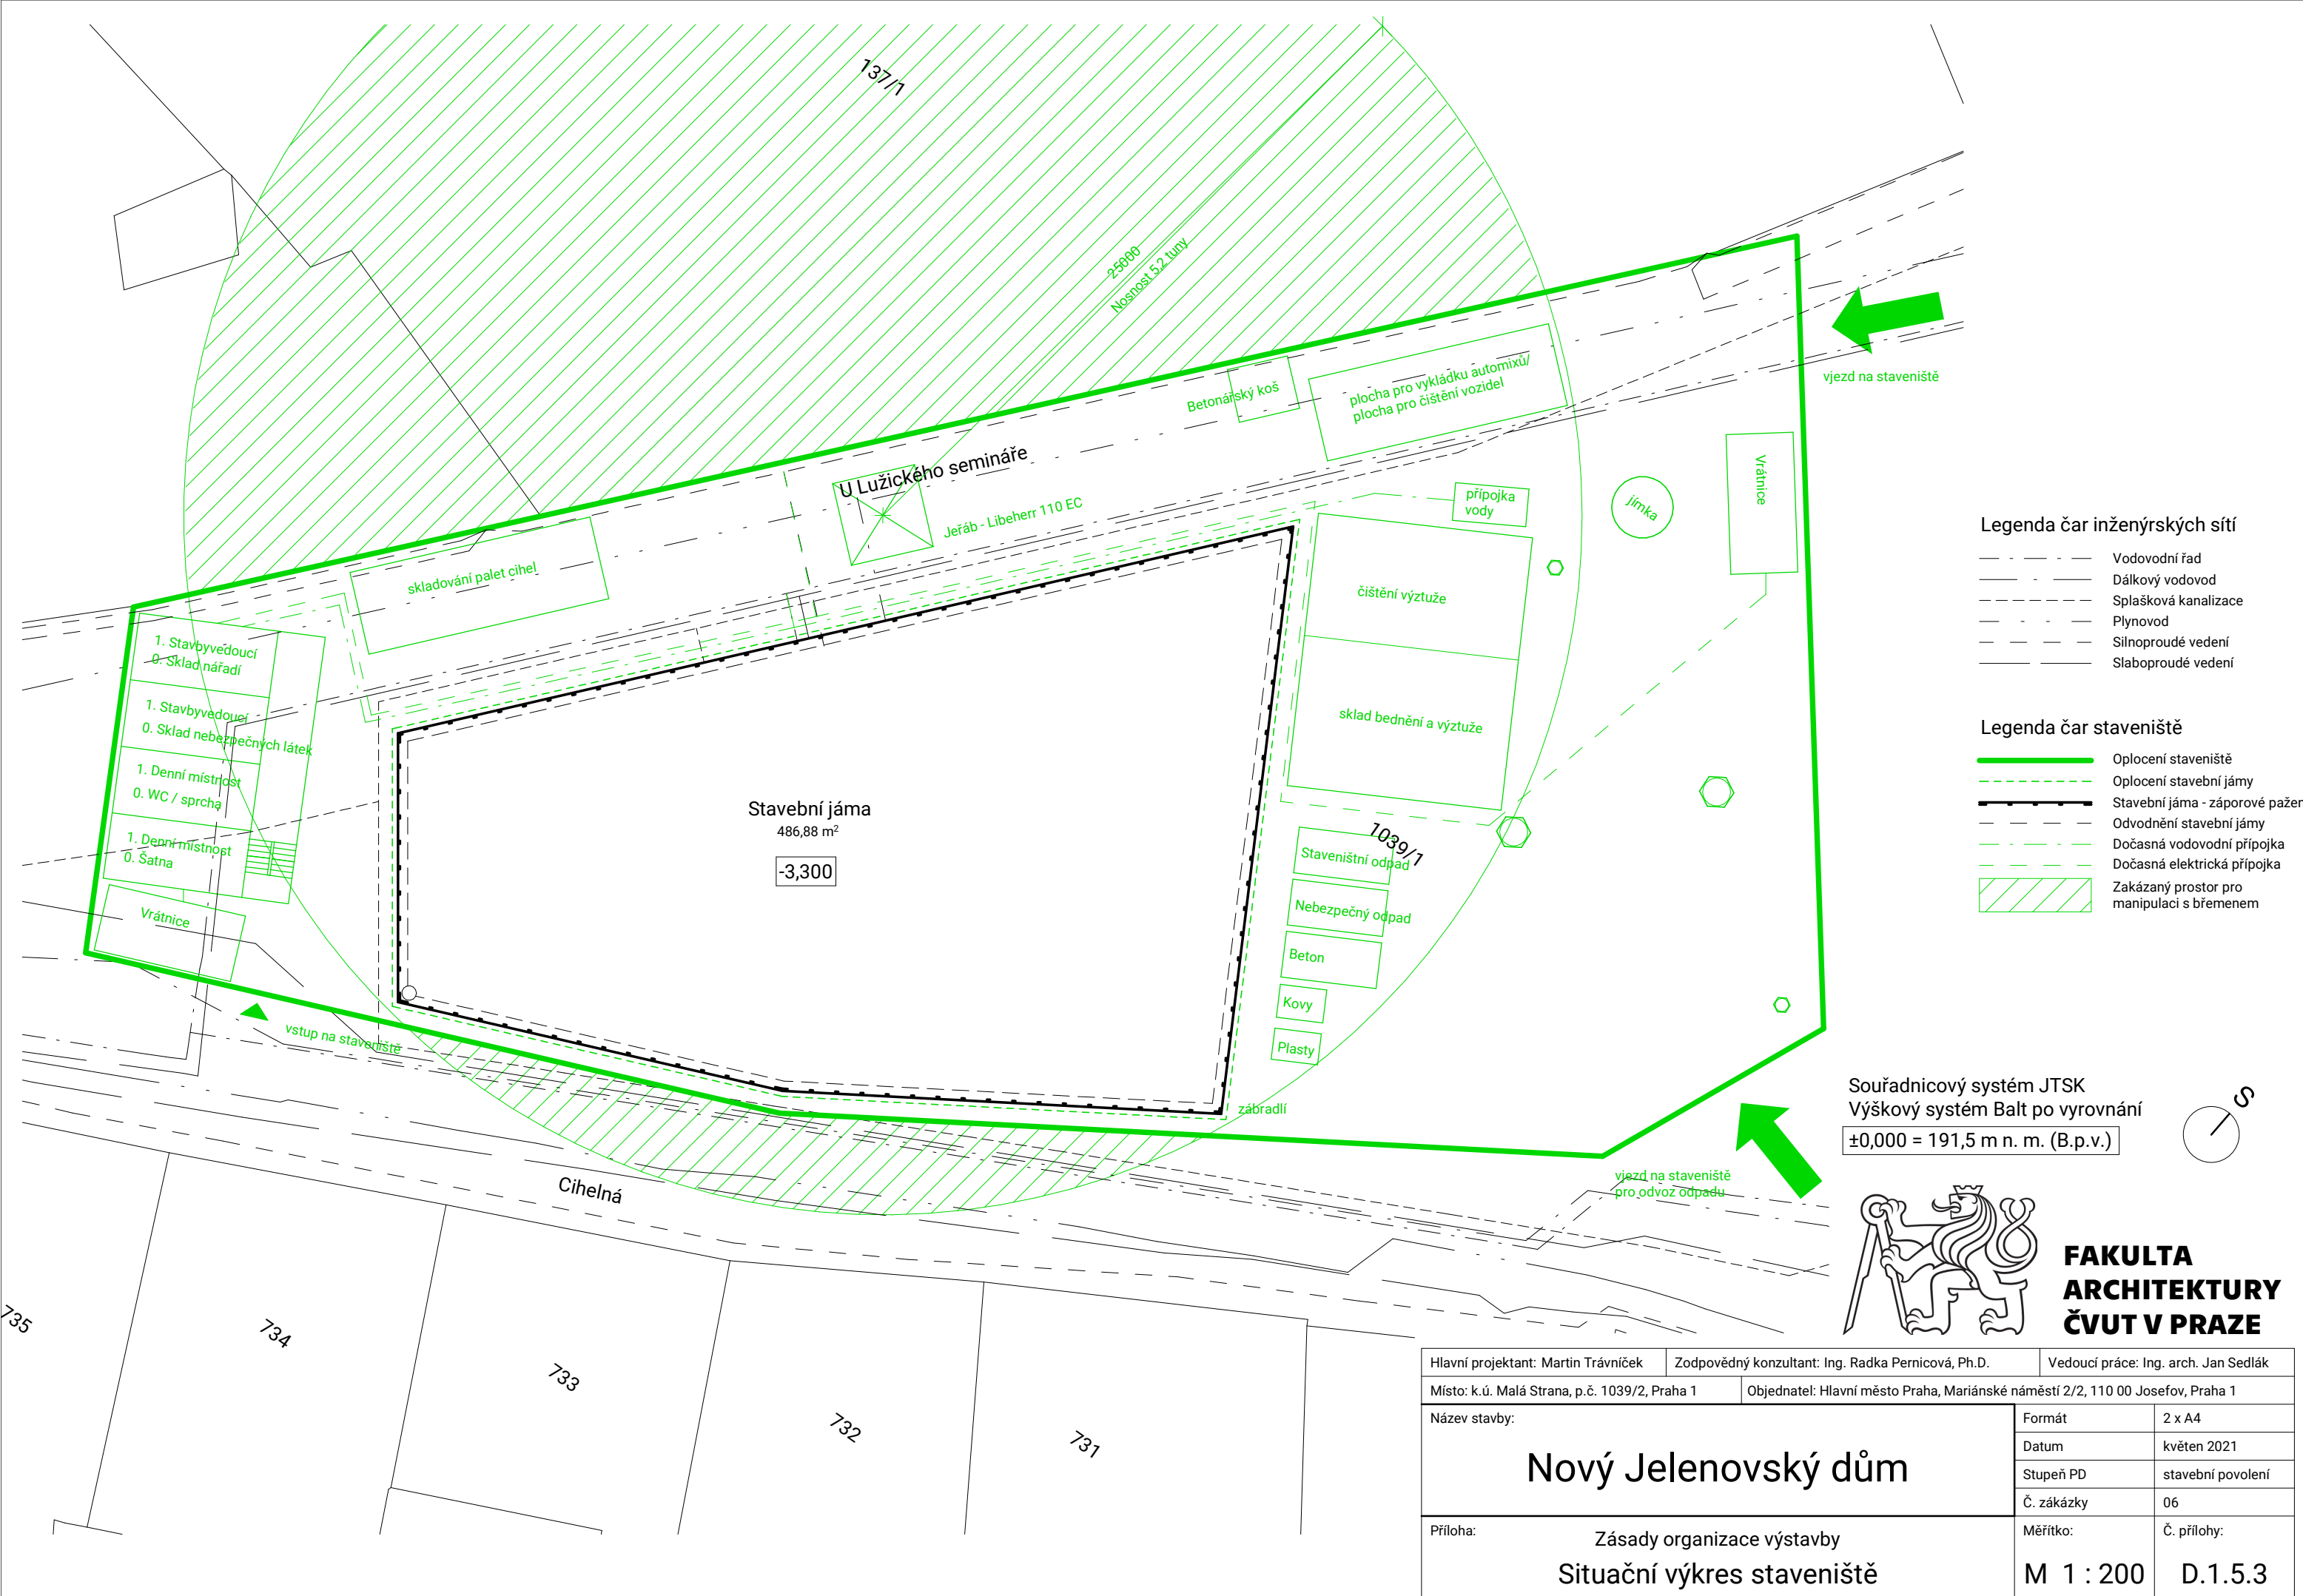 137/1
25000
Nosnost 5,2 tuny
Betonářský koš
plocha pro vykládku automixů/
plocha pro čištění vozidel
vjezd na staveniště
U Lužického semináře
Jeřáb - Libeherr 110 EC
skladování palet cihel
přípojka
vody
jímka
Vrátnice
čištění výztuže
sklad bednění a výztuže
1. Stavbyvedoucí
0. Sklad nářadí
1. Stavbyvedoucí
0. Sklad nebezpečných látek
1. Denní místnost
0. WC / sprcha
1. Denní místnost
0. Šatna
Vrátnice
vstup na staveniště
Stavební jáma
486,88 m²
-3,300
1039/1
Staveništní odpad
Nebezpečný odpad
Beton
Kovy
Plasty
zábradlí
Cihelná
vjezd na staveniště
pro odvoz odpadu
735
734
733
732
731
Legenda čar inženýrských sítí
Vodovodní řad
Dálkový vodovod
Splašková kanalizace
Plynovod
Silnoproudé vedení
Slaboproudé vedení
Legenda čar staveniště
Oplocení staveniště
Oplocení stavební jámy
Stavební jáma - záporové pažen
Odvodnění stavební jámy
Dočasná vodovodní přípojka
Dočasná elektrická přípojka
Zakázaný prostor pro
manipulaci s břemenem
Souřadnicový systém JTSK
Výškový systém Balt po vyrovnání
±0,000 = 191,5 m n. m. (B.p.v.)
S
FAKULTA
ARCHITEKTURY
ČVUT V PRAZE
Hlavní projektant: Martin Trávníček
Zodpovědný konzultant: Ing. Radka Pernicová, Ph.D.
Vedoucí práce: Ing. arch. Jan Sedlák
Místo: k.ú. Malá Strana, p.č. 1039/2, Praha 1
Objednatel: Hlavní město Praha, Mariánské náměstí 2/2, 110 00 Josefov, Praha 1
Název stavby:
Nový Jelenovský dům
Formát
2 x A4
Datum
květen 2021
Stupeň PD
stavební povolení
Č. zákázky
06
Příloha:
Zásady organizace výstavby
Situační výkres staveniště
Měřítko:
M 1 : 200
Č. přílohy:
D.1.5.3